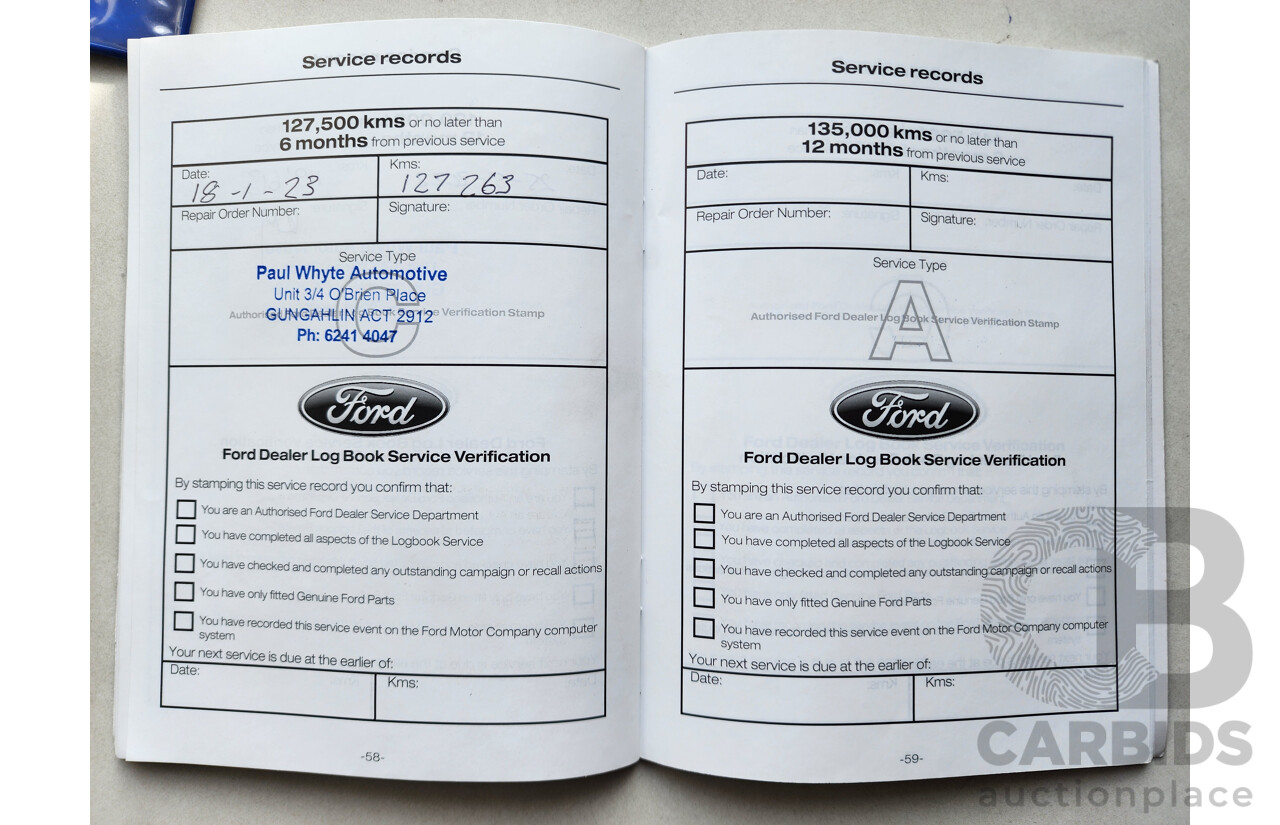 Service records
127,500 kms or no later than
6 months from previous service
Date:
18-1-23
Kms:
127 263
Repair Order Number:
Signature:
Service Type
Paul Whyte Automotive
Unit 3/4 O'Brien Place
GUNGAHLIN ACT 2912
Ph: 6241 4047
C
Ford
Ford Dealer Log Book Service Verification
By stamping this service record you confirm that:
You are an Authorised Ford Dealer Service Department
You have completed all aspects of the Logbook Service
You have checked and completed any outstanding campaign or recall actions
You have only fitted Genuine Ford Parts
You have recorded this service event on the Ford Motor Company computer
system
Your next service is due at the earlier of:
Date:
Kms:
-58-
Service records
135,000 kms or no later than
12 months from previous service
Date:
Kms:
Repair Order Number:
Signature:
Service Type
A
Authorised Ford Dealer Log Book Service Verification Stamp
Ford
Ford Dealer Log Book Service Verification
By stamping this service record you confirm that:
You are an Authorised Ford Dealer Service Department
You have completed all aspects of the Logbook Service
You have checked and completed any outstanding campaign or recall actions
You have only fitted Genuine Ford Parts
You have recorded this service event on the Ford Motor Company computer
system
Your next service is due at the earlier of:
Date:
Kms:
-59-
CB
CARBIDS
auctionplace